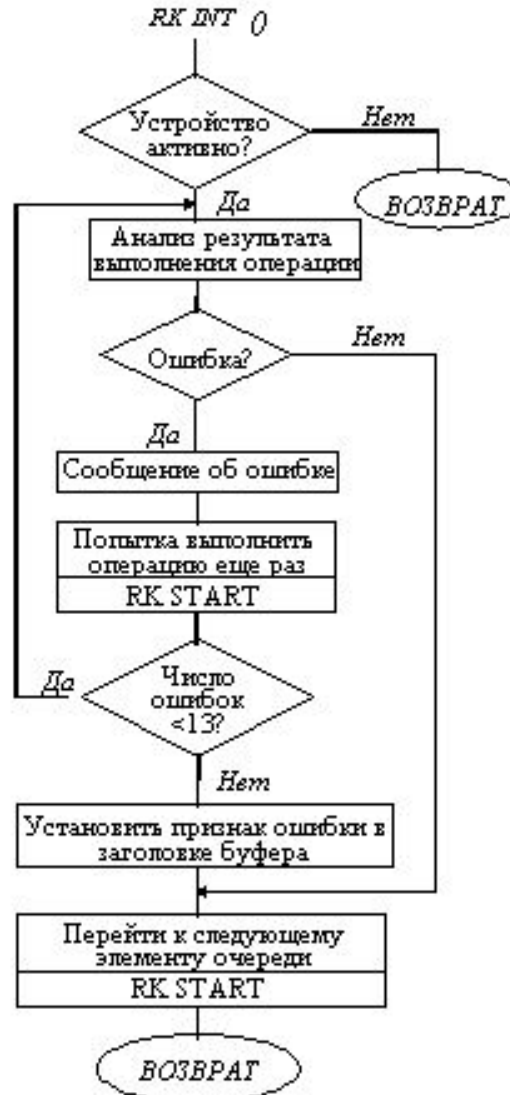 RK INT ()
Устройство
активно?
Нет
ВОЗВРАТ
Да
Анализ результата
выполнения операции
Ошибка?
Нет
Да
Сообщение об ошибке
Попытка выполнить
операцию еще раз
RK START
Да
Число
ошибок
<13?
Нет
Установить признак ошибки в
заголовке буфера
Перейти к следующему
элементу очереди
RK START
ВОЗВРАТ